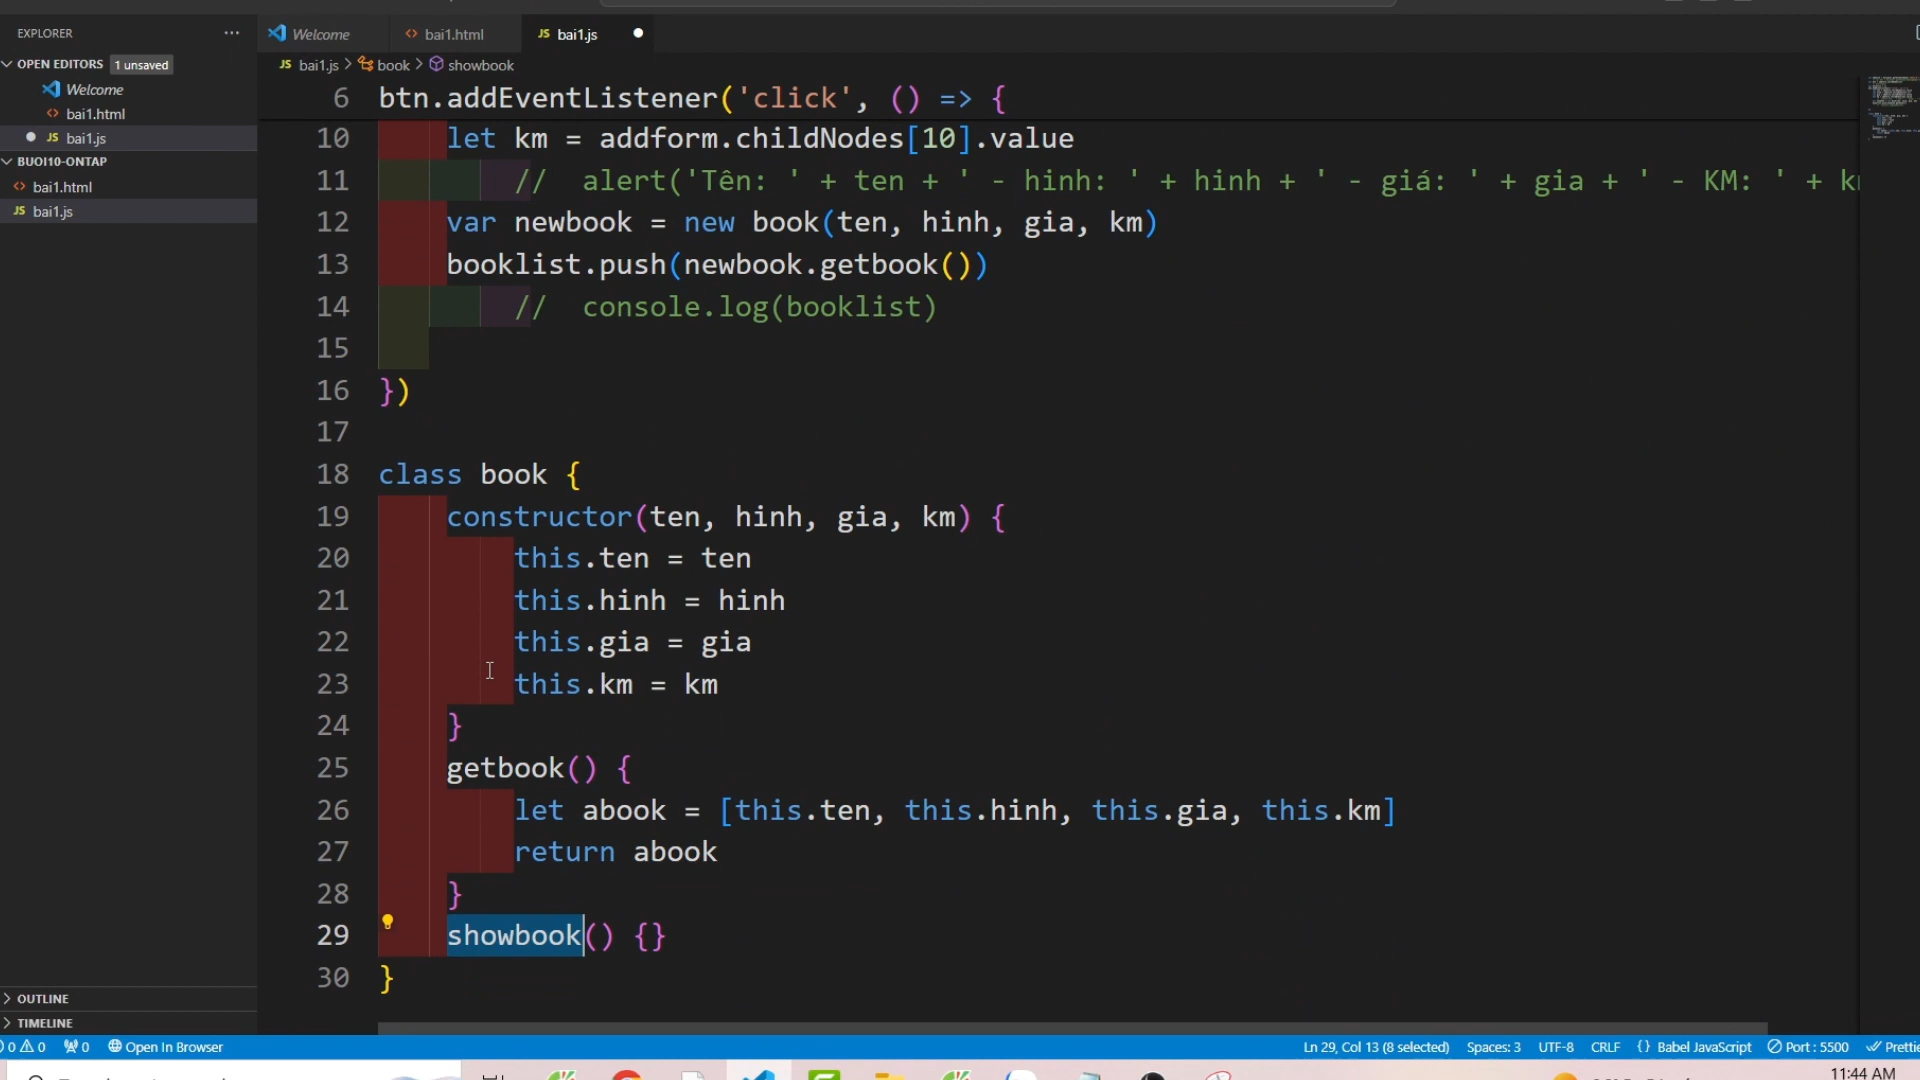 EXPLORER
Welcome
bai1.html
JS bai1.js
OPEN EDITORS 1 unsaved
JS bai1.js > book > showbook
Welcome
bai1.html
JS bai1.js
BUOI10-ONTAP
bai1.html
JS bai1.js
6 btn.addEventListener('click', () => {
10 let km = addform.childNodes[10].value
11 // alert('Tên: ' + ten + ' - hinh: ' + hinh + ' - giá: ' + gia + ' - KM: ' + k
12 var newbook = new book(ten, hinh, gia, km)
13 booklist.push(newbook.getbook())
14 // console.log(booklist)
15
16 })
17
18 class book {
19 constructor(ten, hinh, gia, km) {
20 this.ten = ten
21 this.hinh = hinh
22 this.gia = gia
23 this.km = km
24 }
25 getbook() {
26 let abook = [this.ten, this.hinh, this.gia, this.km]
27 return abook
28 }
29 showbook() {}
30 }
OUTLINE
TIMELINE
0 0 0 Open In Browser Ln 29, Col 13 (8 selected) Spaces: 3 UTF-8 CRLF {} Babel JavaScript Port : 5500 Prettie
11:44 AM